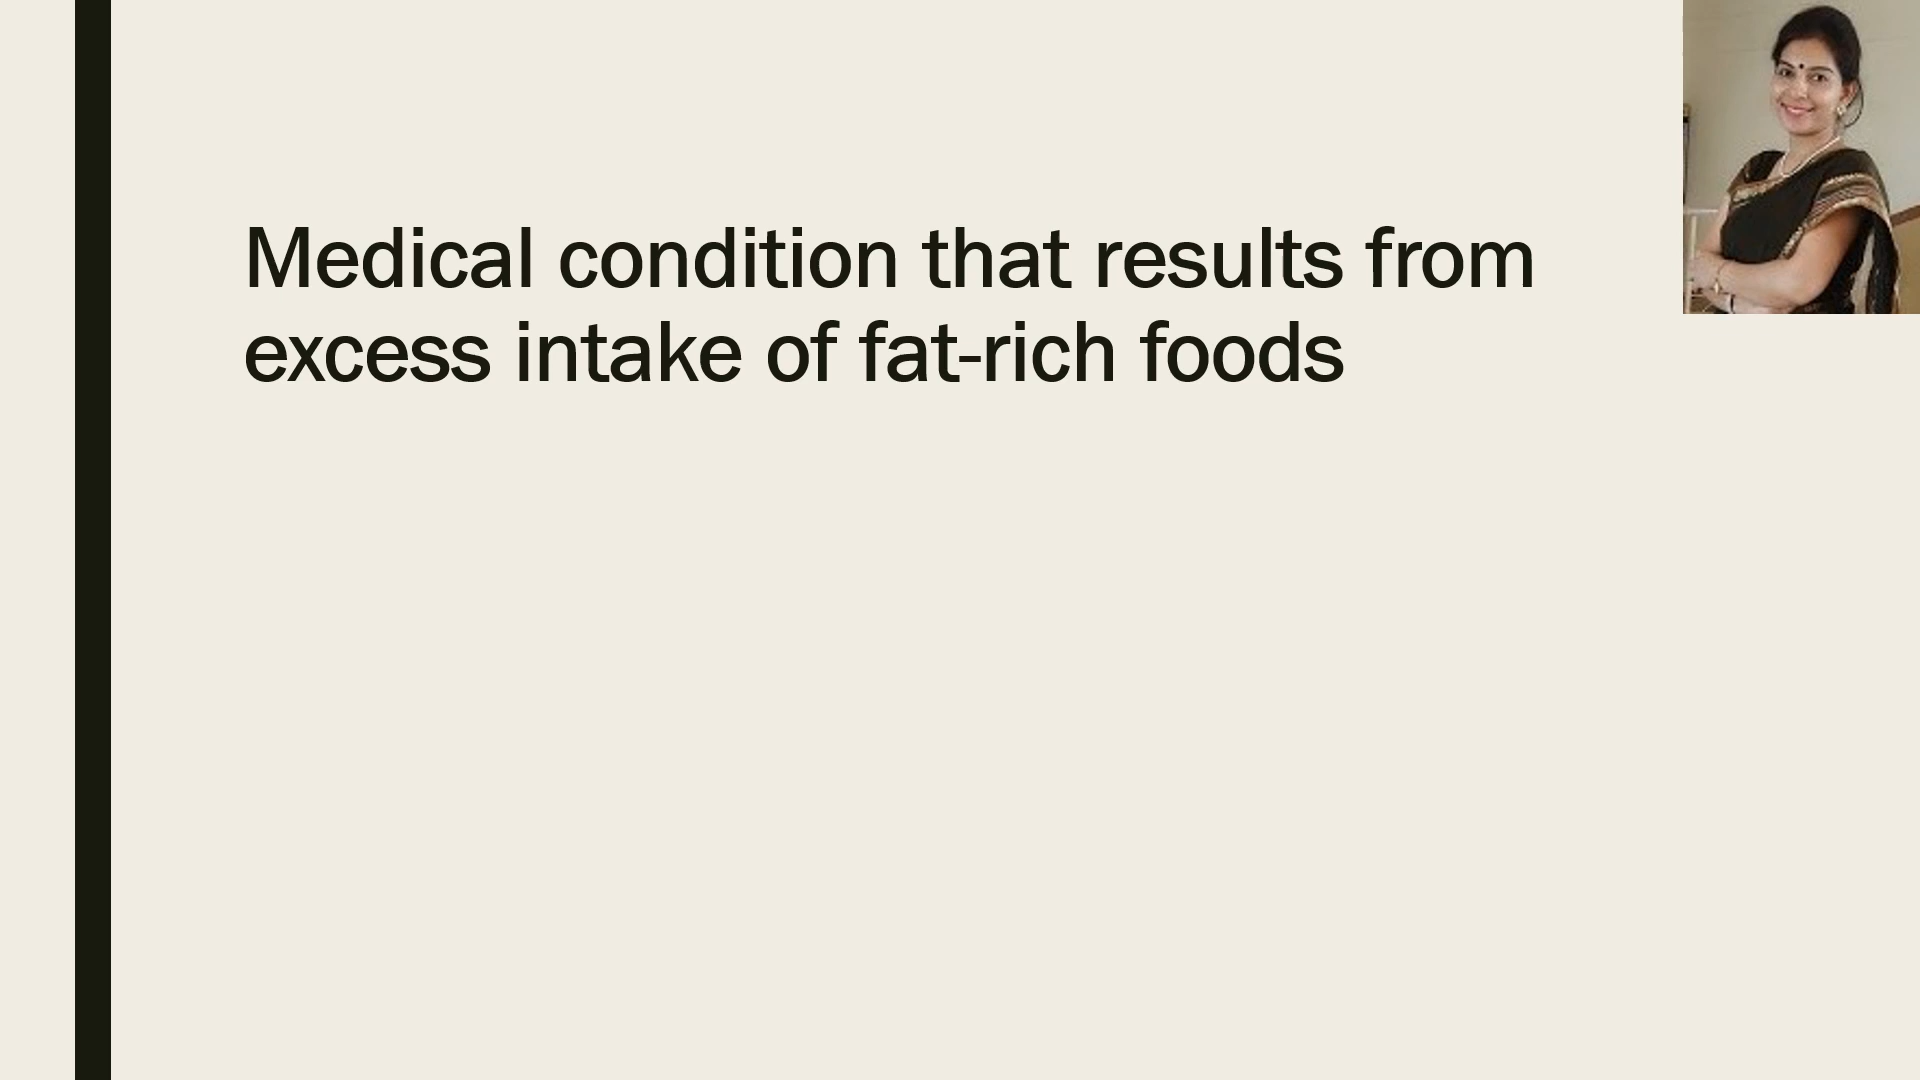 Medical condition that results from
excess intake of fat-rich foods